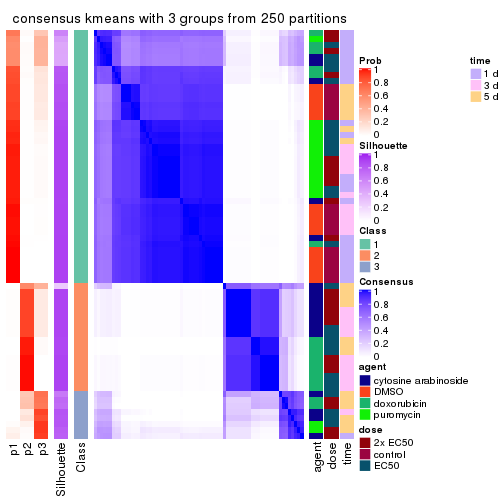 consensus kmeans with 3 groups from 250 partitions
Prob
1
0.8
0.6
0.4
0.2
0
Silhouette
1
0.8
0.6
0.4
0.2
0
Class
1
2
3
Consensus
1
0.8
0.6
0.4
0.2
0
agent
cytosine arabinoside
DMSO
doxorubicin
puromycin
dose
2x EC50
control
EC50
time
1 d
3 d
5 d
p1
p2
p3
Silhouette
Class
agent
dose
time